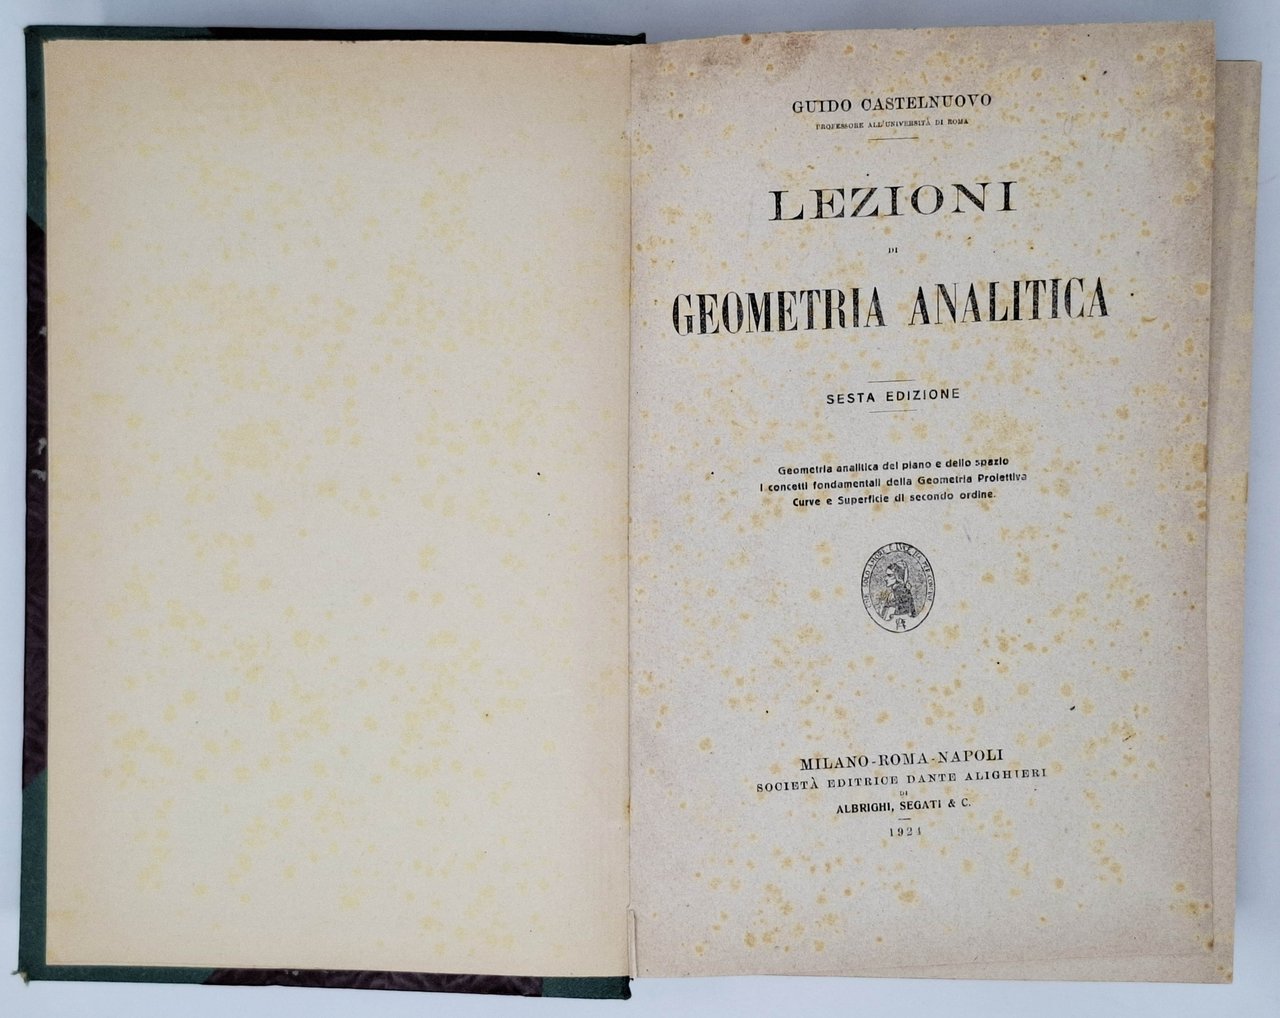 GUIDO CASTELNUOVO
PROFESSORE ALL'UNIVERSITÀ DI ROMA
LEZIONI
DI
GEOMETRIA ANALITICA
SESTA EDIZIONE
Geometria analitica del piano e dello spazio
I concetti fondamentali della Geometria Proiettiva
Curve e Superficie di secondo ordine.
MILANO-ROMA-NAPOLI
SOCIETÀ EDITRICE DANTE ALIGHIERI
DI
ALBRIGHI, SEGATI & C.
1924